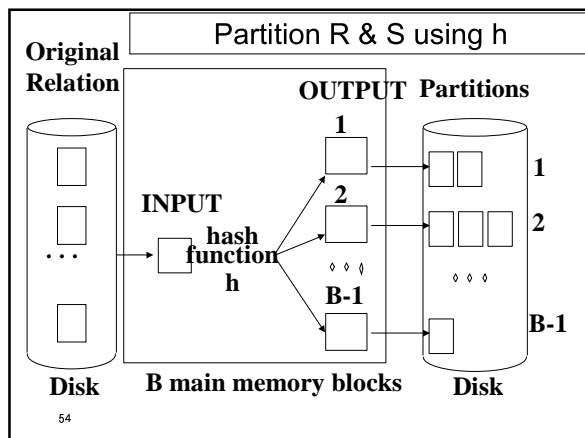 Partition R & S using h
Original
Relation
OUTPUT
Partitions
1
1
INPUT
2
2
hash
function
h
...
B-1
B-1
Disk
B main memory blocks
Disk
54